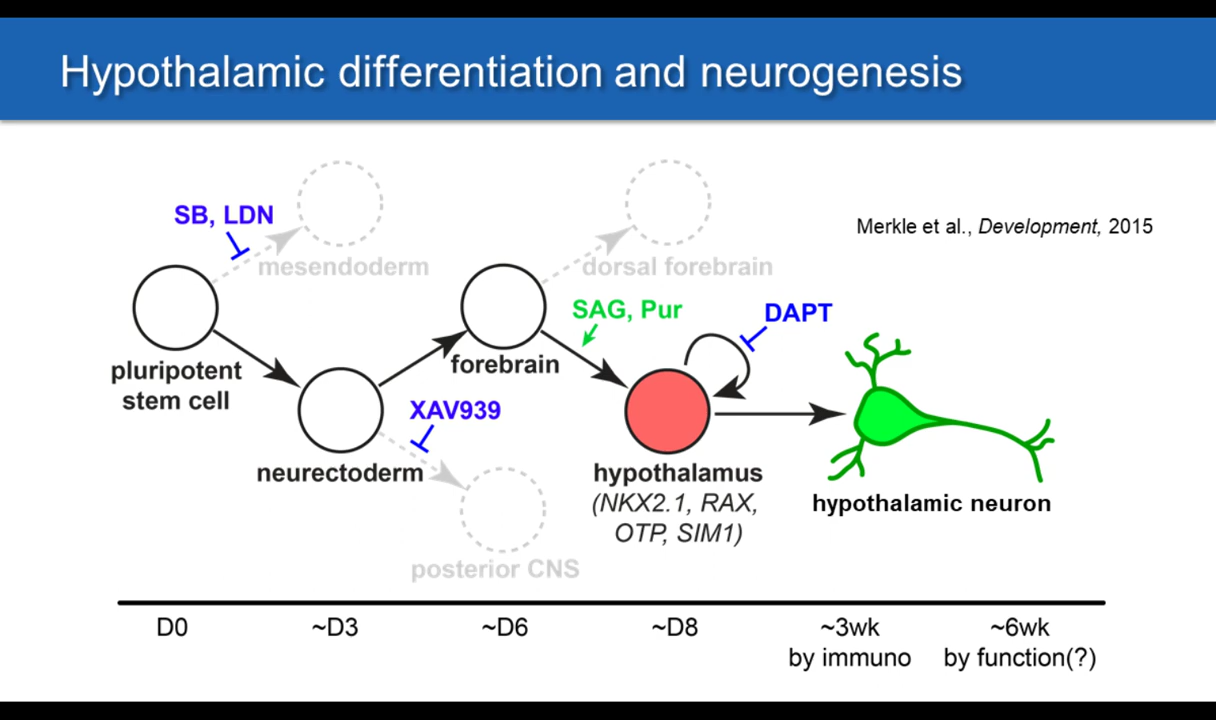 Hypothalamic differentiation and neurogenesis
SB, LDN
Merkle et al., Development, 2015
mesendoderm
dorsal forebrain
SAG, Pur
DAPT
pluripotent
stem cell
forebrain
XAV939
neurectoderm
hypothalamus
(NKX2.1, RAX,
OTP, SIM1)
hypothalamic neuron
posterior CNS
D0
~D3
~D6
~D8
~3wk
by immuno
~6wk
by function(?)